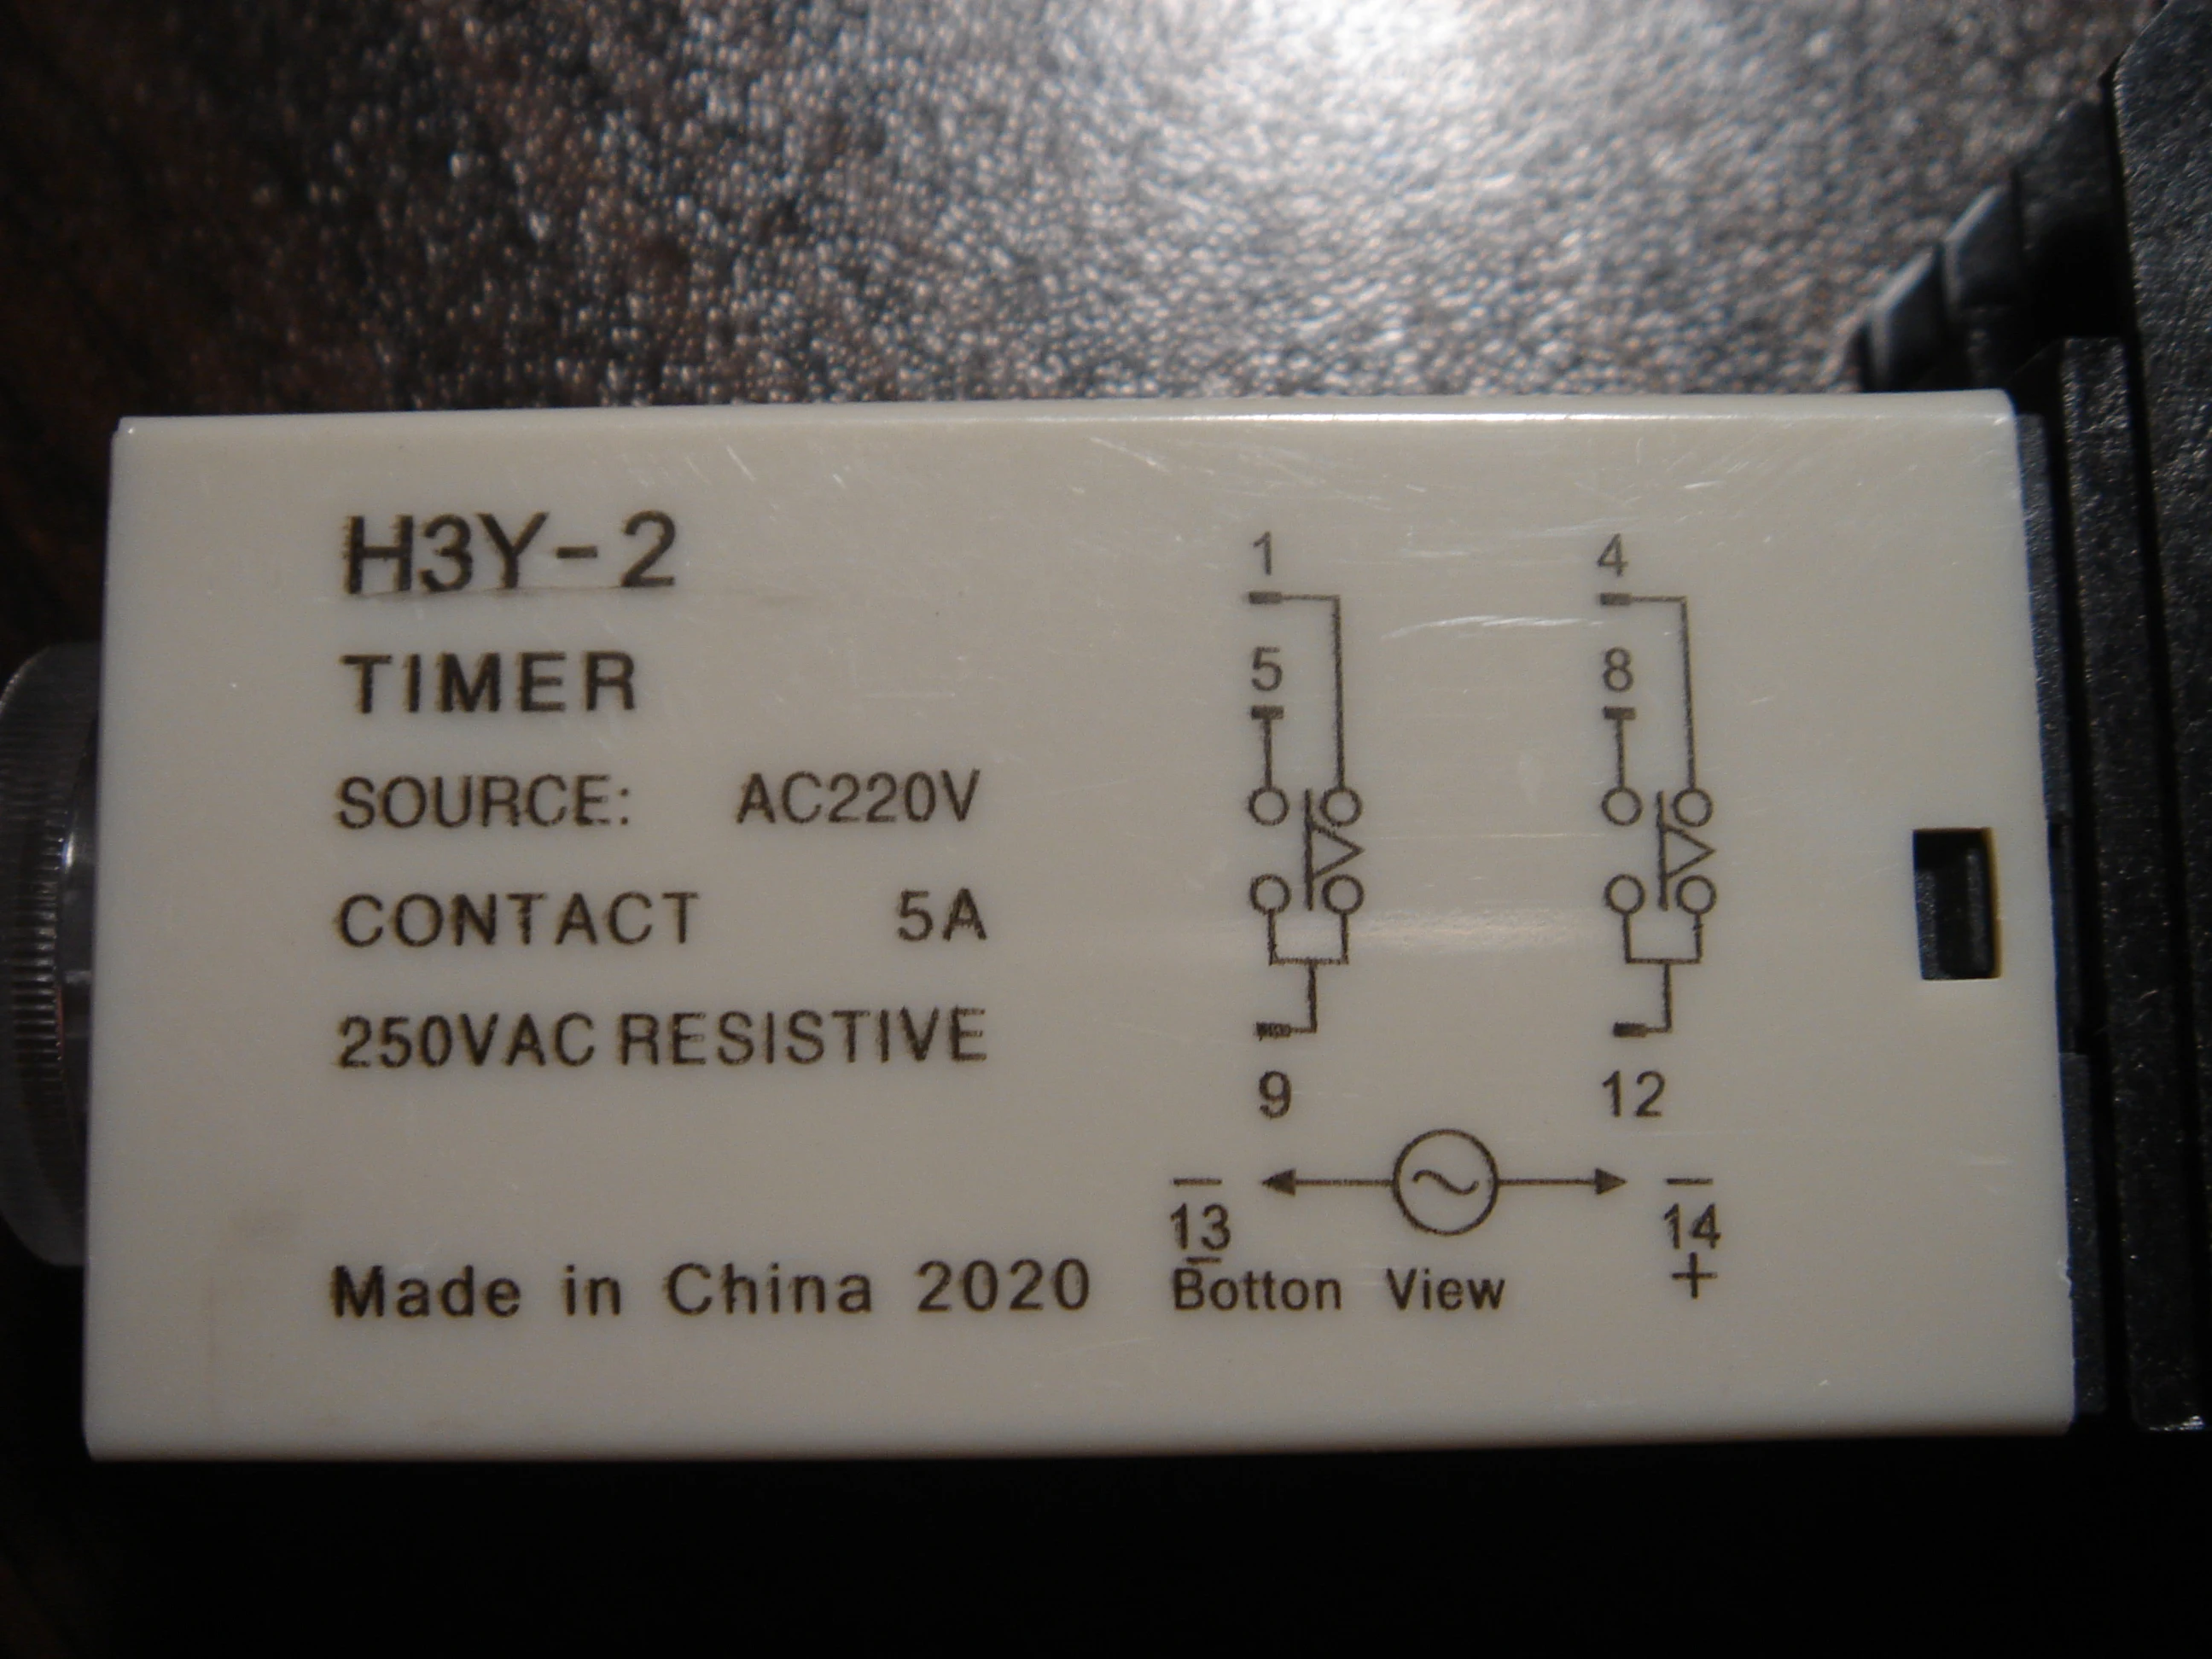 H3Y-2
TIMER
SOURCE: AC220V
CONTACT 5A
250VAC RESISTIVE
Made in China 2020
1 4
5 8
9 12
13 14
− +
Botton View